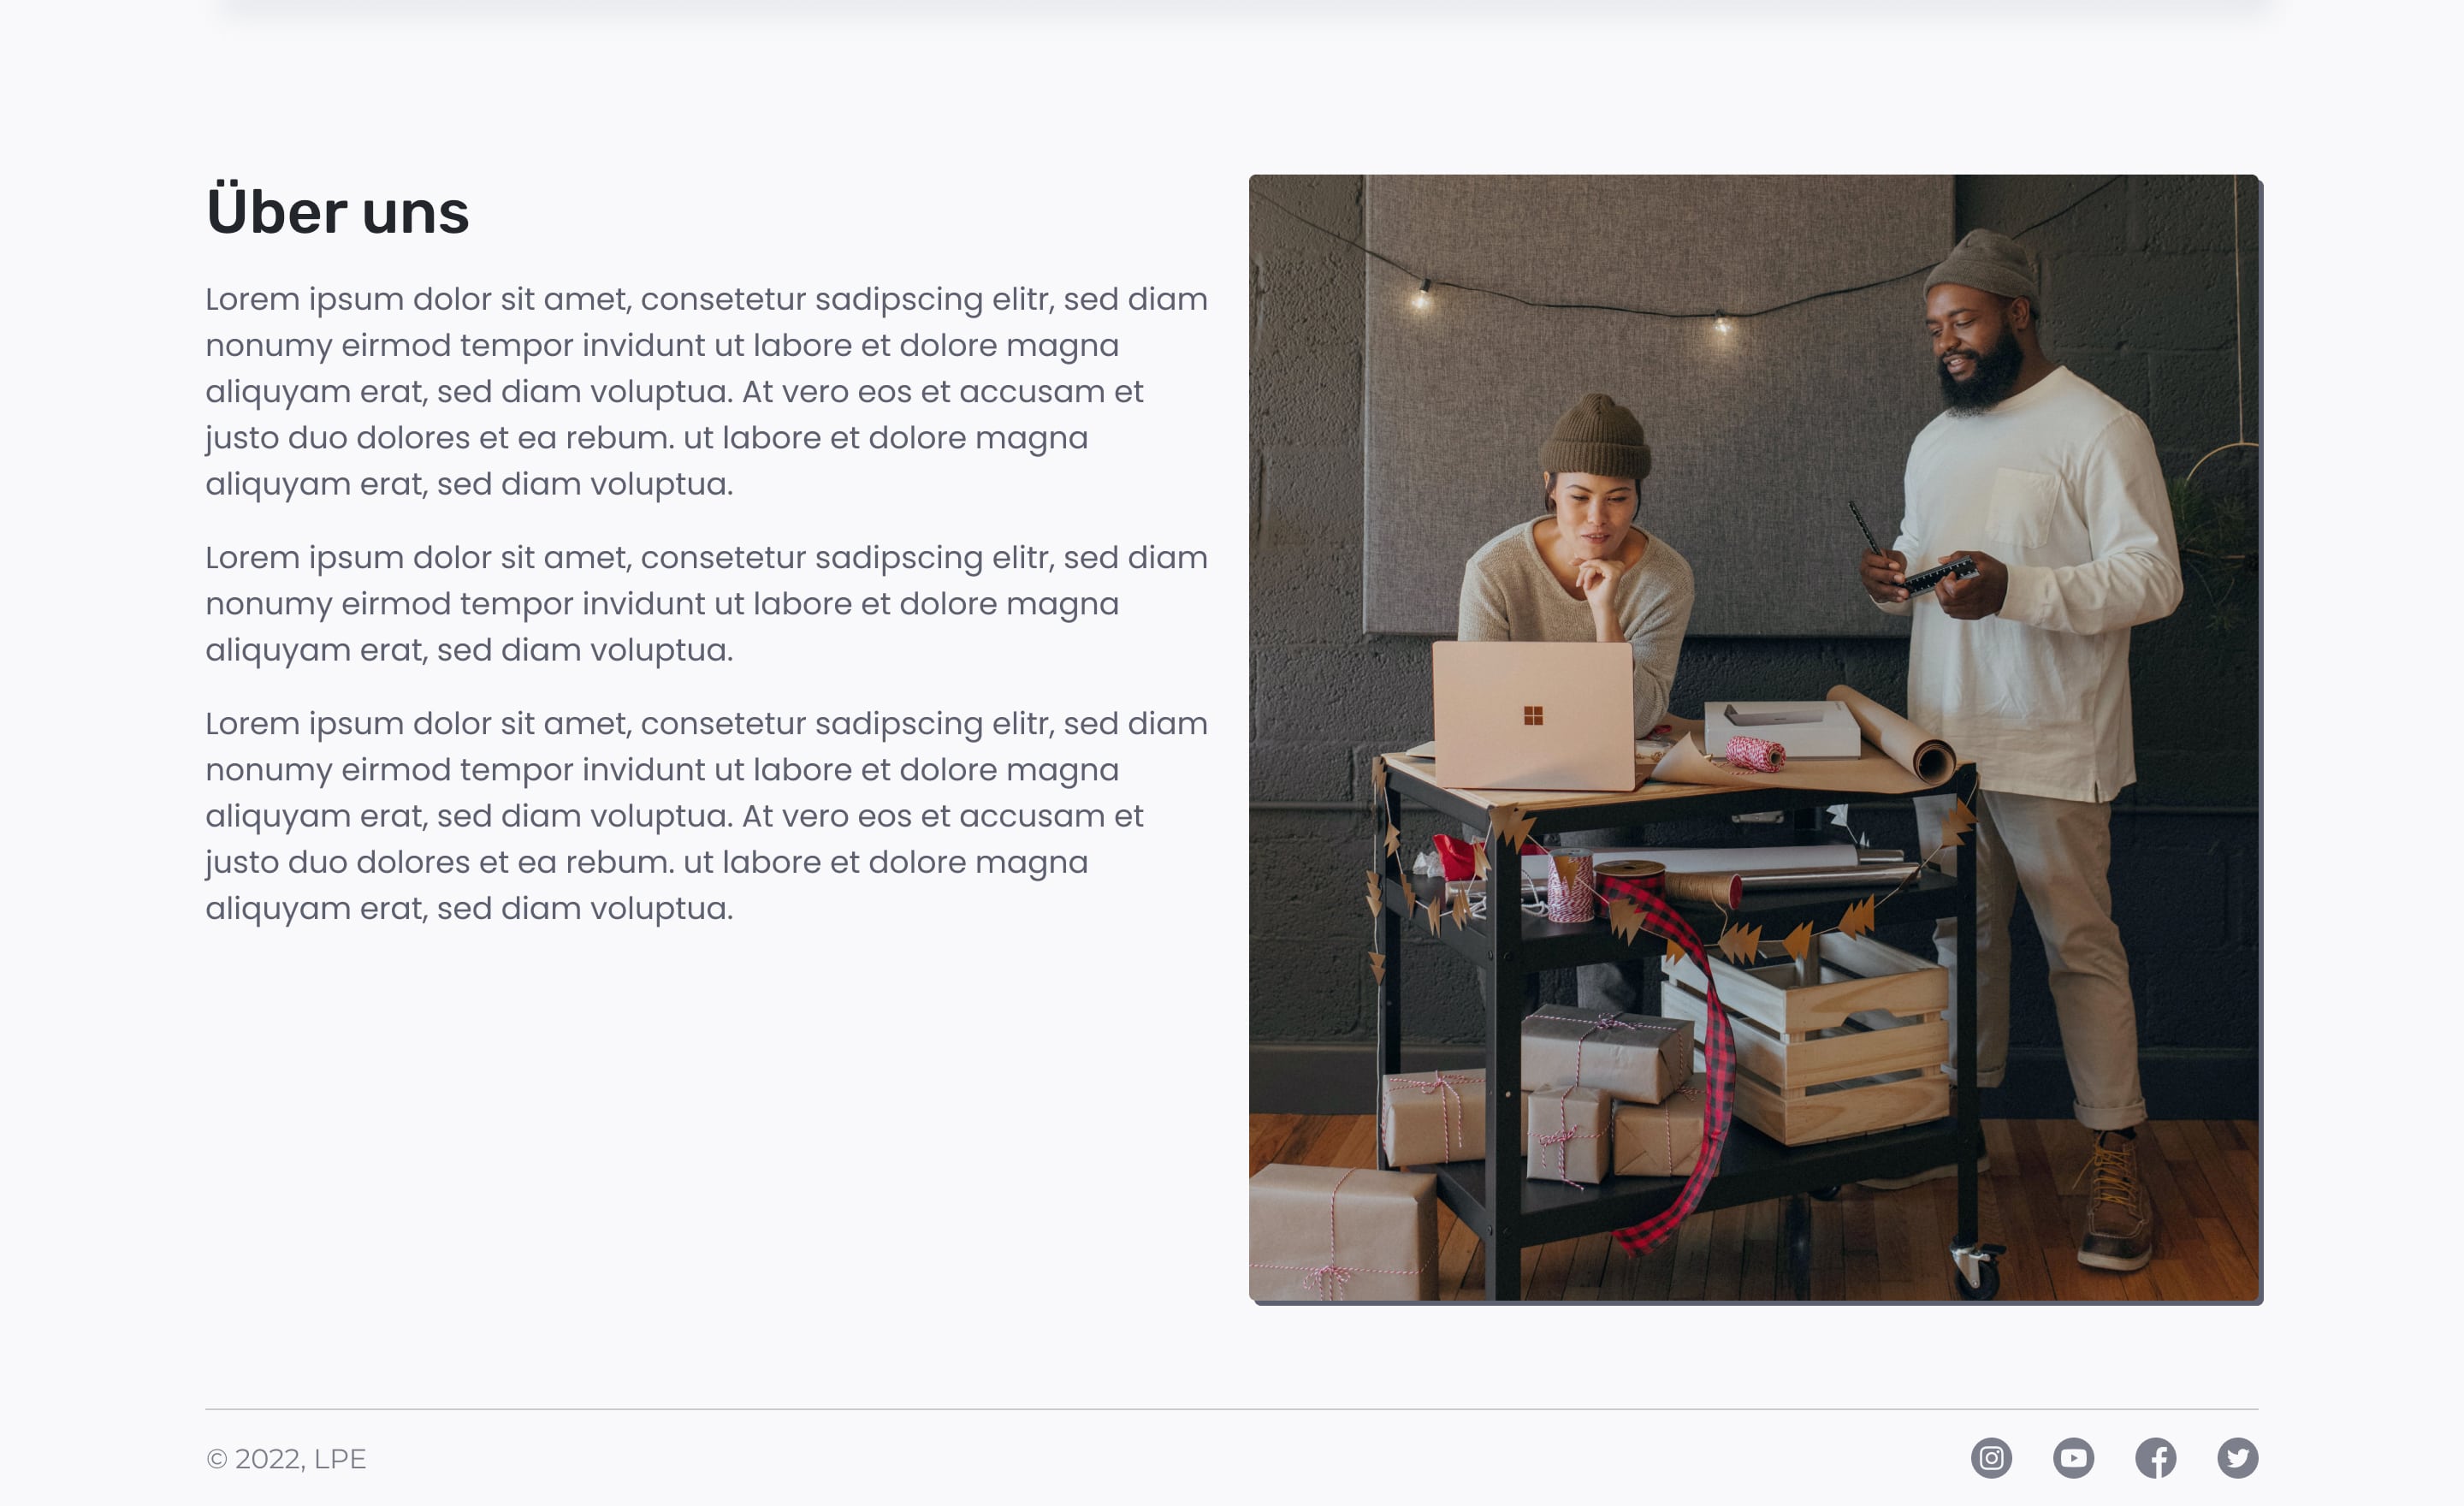 Über uns
Lorem ipsum dolor sit amet, consetetur sadipscing elitr, sed diam
nonumy eirmod tempor invidunt ut labore et dolore magna
aliquyam erat, sed diam voluptua. At vero eos et accusam et
justo duo dolores et ea rebum. ut labore et dolore magna
aliquyam erat, sed diam voluptua.
Lorem ipsum dolor sit amet, consetetur sadipscing elitr, sed diam
nonumy eirmod tempor invidunt ut labore et dolore magna
aliquyam erat, sed diam voluptua.
Lorem ipsum dolor sit amet, consetetur sadipscing elitr, sed diam
nonumy eirmod tempor invidunt ut labore et dolore magna
aliquyam erat, sed diam voluptua. At vero eos et accusam et
justo duo dolores et ea rebum. ut labore et dolore magna
aliquyam erat, sed diam voluptua.
© 2022, LPE